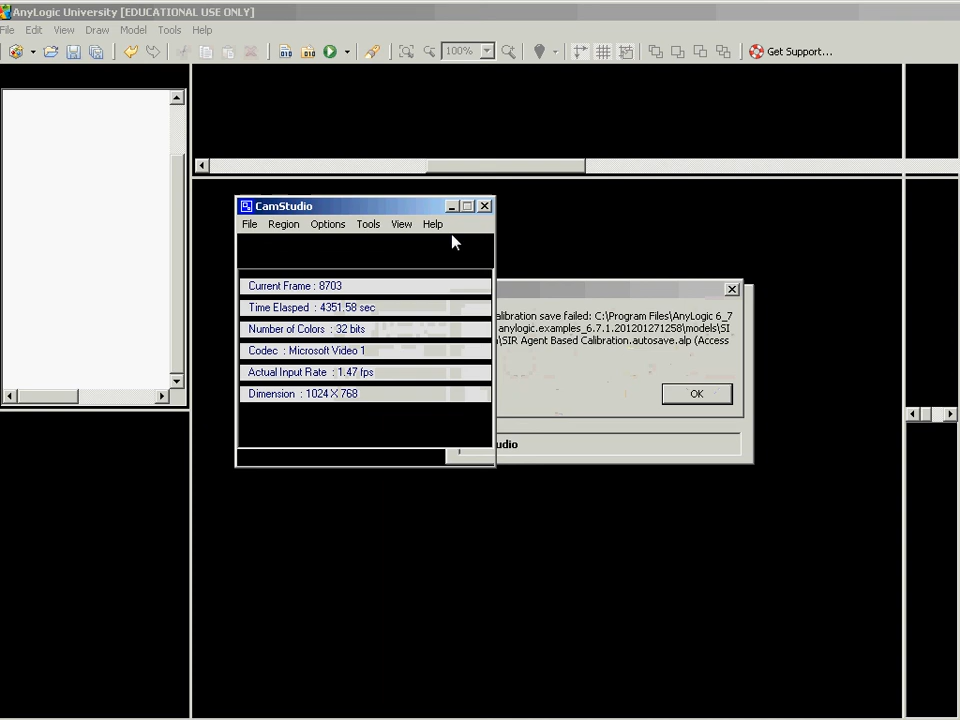 AnyLogic University [EDUCATIONAL USE ONLY]
File Edit View Draw Model Tools Help
100% Get Support...
CamStudio
File Region Options Tools View Help
Current Frame : 8703
Time Elasped : 4351.58 sec
Number of Colors : 32 bits
Codec : Microsoft Video 1
Actual Input Rate : 1.47 fps
Dimension : 1024 X 768
alibration save failed: C:\Program Files\AnyLogic 6_7
anylogic.examples_6.7.1.201201271258\models\SI
\SIR Agent Based Calibration.autosave.alp (Access
OK
udio